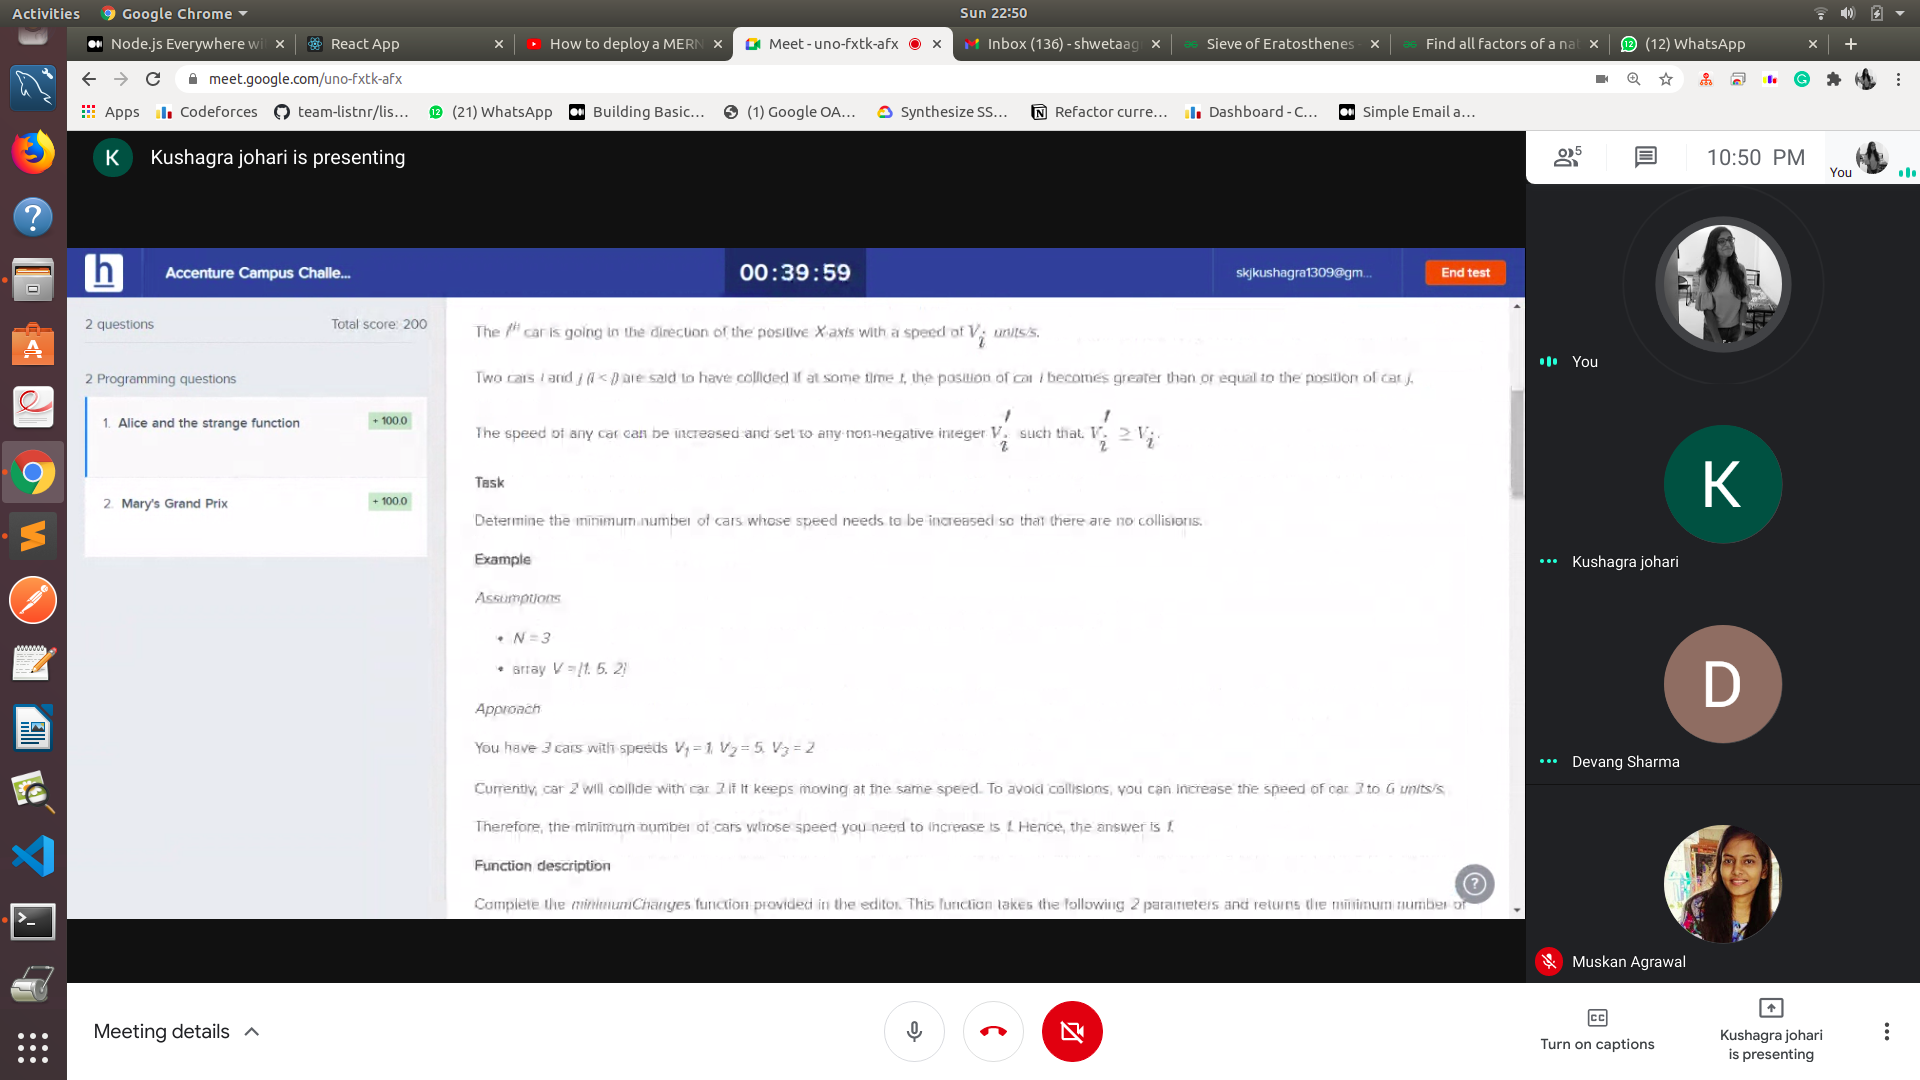 Activities
Google Chrome
Sun 22:50
Node.js Everywhere wi
React App
How to deploy a MERN
Meet - uno-fxtk-afx
Inbox (136) - shwetaag
Sieve of Eratosthenes
Find all factors of a na
(12) WhatsApp
meet.google.com/uno-fxtk-afx
Apps
Codeforces
team-listnr/lis...
(21) WhatsApp
Building Basic...
(1) Google OA...
Synthesize SS...
Refactor curre...
Dashboard - C...
Simple Email a...
K
Kushagra johari is presenting
5
10:50 PM
You
h
Accenture Campus Challe...
00:39:59
skjkushagra1309@gm...
End test
2 questions
Total score: 200
2 Programming questions
1. Alice and the strange function
+ 100.0
2. Mary's Grand Prix
+ 100.0
The iᵗʰ car is going in the direction of the positive X-axis with a speed of Vᵢ units/s.
Two cars i and j (i < j) are said to have collided if at some time t, the position of car i becomes greater than or equal to the position of car j.
The speed of any car can be increased and set to any non-negative integer V′ᵢ such that V′ᵢ ≥ Vᵢ.
Task
Determine the minimum number of cars whose speed needs to be increased so that there are no collisions.
Example
Assumptions
• N = 3
• array V = [1, 5, 2]
Approach
You have 3 cars with speeds V₁ = 1, V₂ = 5, V₃ = 2
Currently, car 2 will collide with car 3 if it keeps moving at the same speed. To avoid collisions, you can increase the speed of car 3 to 6 units/s.
Therefore, the minimum number of cars whose speed you need to increase is 1. Hence, the answer is 1.
Function description
Complete the minimumChanges function provided in the editor. This function takes the following 2 parameters and returns the minimum number of
You
K
Kushagra johari
D
Devang Sharma
Muskan Agrawal
Meeting details
Turn on captions
Kushagra johari
is presenting